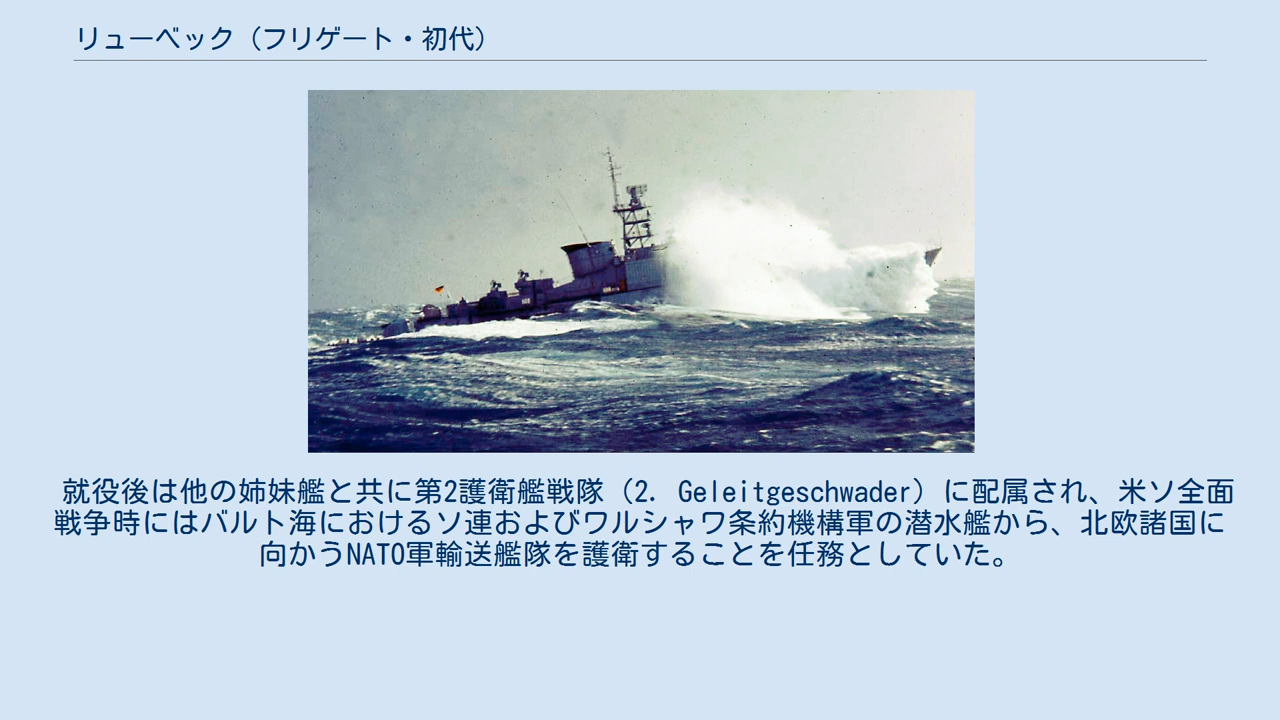 リューベック（フリゲート・初代）
就役後は他の姉妹艦と共に第2護衛艦戦隊（2. Geleitgeschwader）に配属され、米ソ全面
戦争時にはバルト海におけるソ連およびワルシャワ条約機構軍の潜水艦から、北欧諸国に
向かうNATO軍輸送艦隊を護衛することを任務としていた。